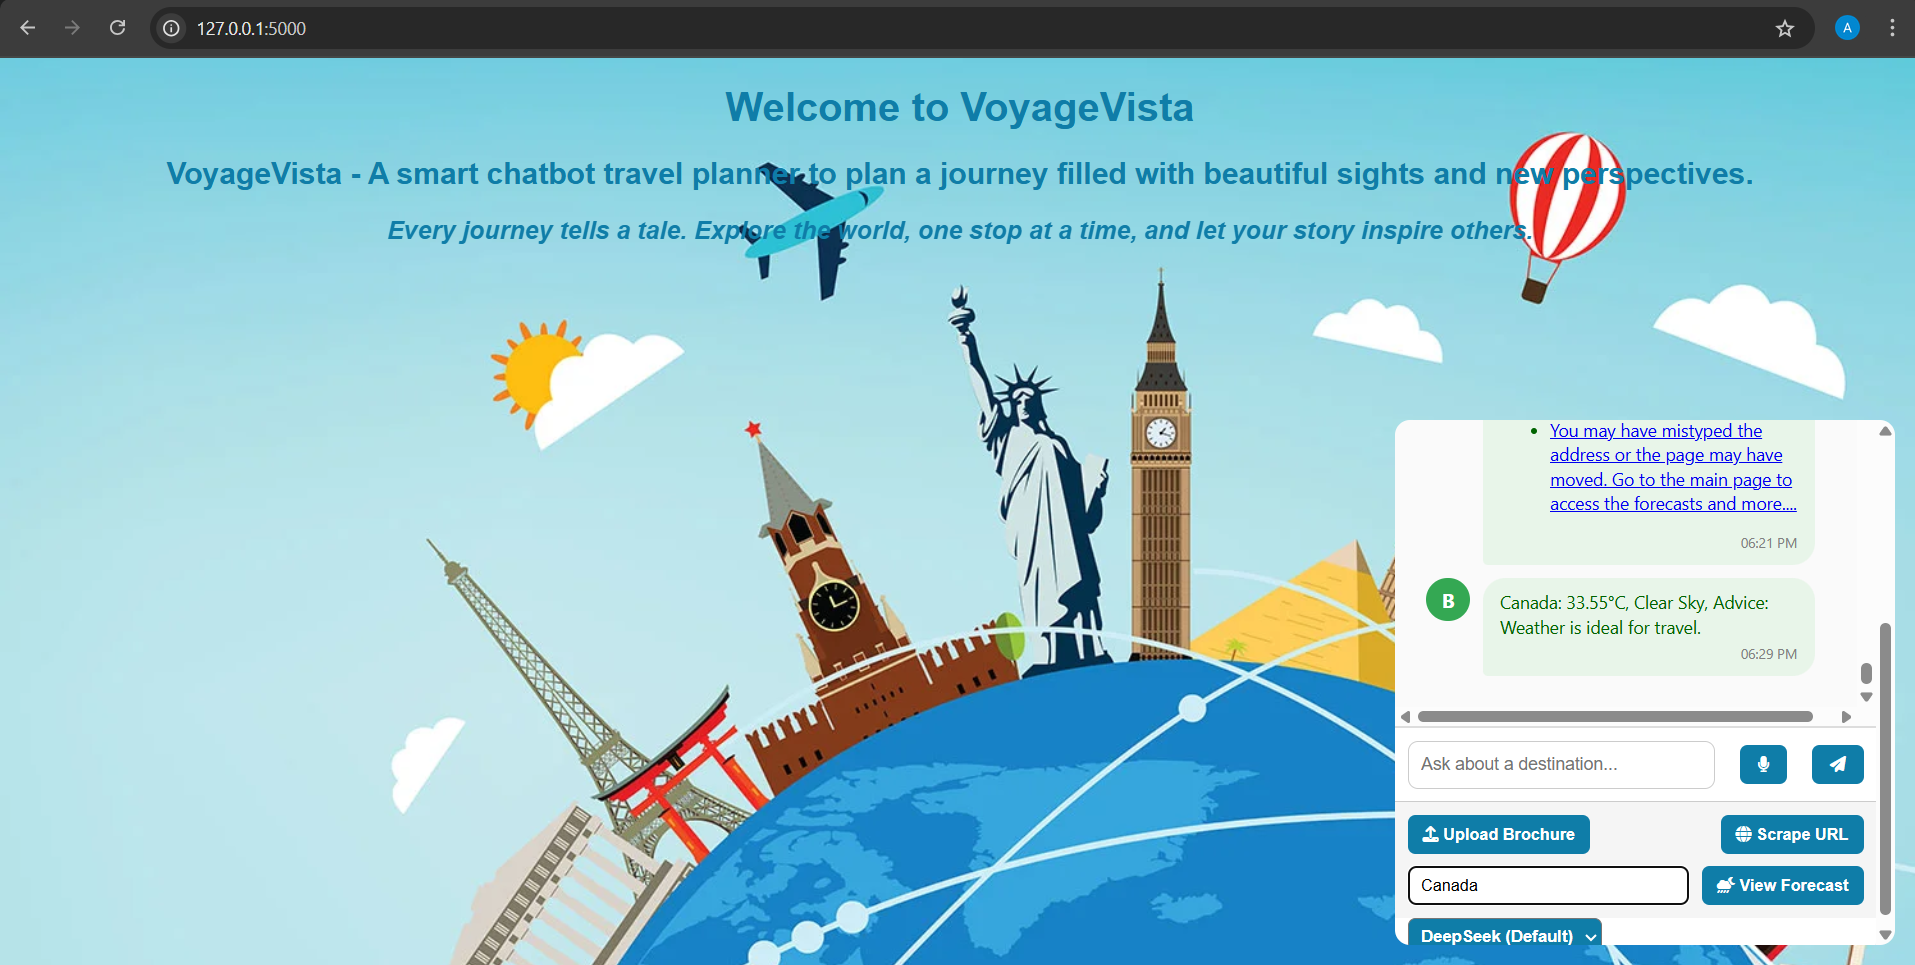 127.0.0.1:5000
A
Welcome to VoyageVista
VoyageVista - A smart chatbot travel planner to plan a journey filled with beautiful sights and new perspectives.
Every journey tells a tale. Explore the world, one stop at a time, and let your story inspire others.
You may have mistyped the
address or the page may have
moved. Go to the main page to
access the forecasts and more....
06:21 PM
B
Canada: 33.55°C, Clear Sky, Advice:
Weather is ideal for travel.
06:29 PM
Ask about a destination...
Upload Brochure
Scrape URL
Canada
View Forecast
DeepSeek (Default)